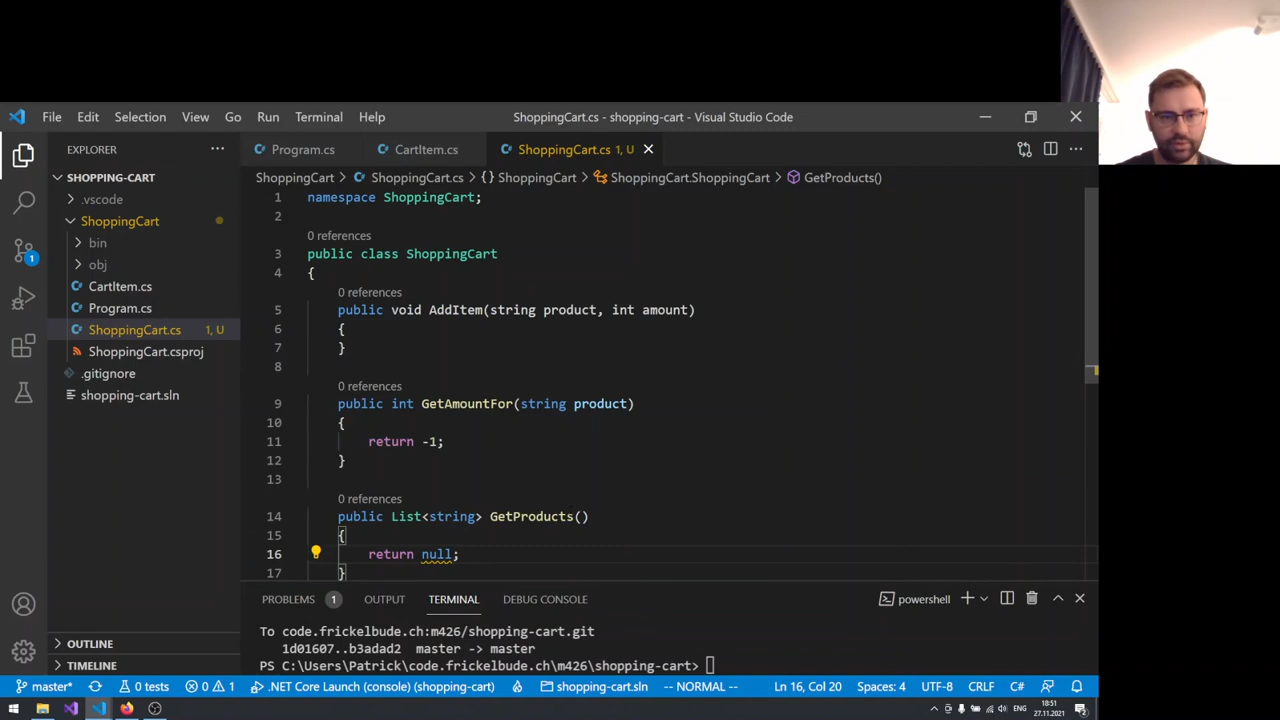 File Edit Selection View Go Run Terminal Help ShoppingCart.cs - shopping-cart - Visual Studio Code
EXPLORER
Program.cs CartItem.cs ShoppingCart.cs 1, U
SHOPPING-CART
ShoppingCart > ShoppingCart.cs > {} ShoppingCart > ShoppingCart.ShoppingCart > GetProducts()
.vscode
ShoppingCart
bin
obj
CartItem.cs
Program.cs
ShoppingCart.cs 1, U
ShoppingCart.csproj
.gitignore
shopping-cart.sln
OUTLINE
TIMELINE
1
1 namespace ShoppingCart;
2
0 references
3 public class ShoppingCart
4 {
0 references
5 public void AddItem(string product, int amount)
6 {
7 }
8
0 references
9 public int GetAmountFor(string product)
10 {
11 return -1;
12 }
13
0 references
14 public List<string> GetProducts()
15 {
16 return null;
17 }
PROBLEMS 1 OUTPUT TERMINAL DEBUG CONSOLE powershell
To code.frickelbude.ch:m426/shopping-cart.git
1d01607..b3adad2 master -> master
PS C:\Users\Patrick\code.frickelbude.ch\m426\shopping-cart>
master* 0 tests 0 1 .NET Core Launch (console) (shopping-cart) shopping-cart.sln -- NORMAL -- Ln 16, Col 20 Spaces: 4 UTF-8 CRLF C#
ENG 18:51
27.11.2021 2